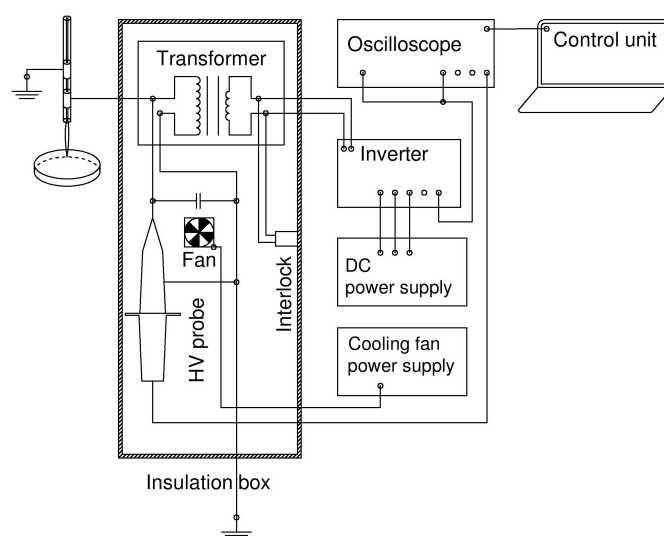 Transformer
Oscilloscope
Control unit
Inverter
Fan
HV probe
Interlock
DC
power supply
Cooling fan
power supply
Insulation box